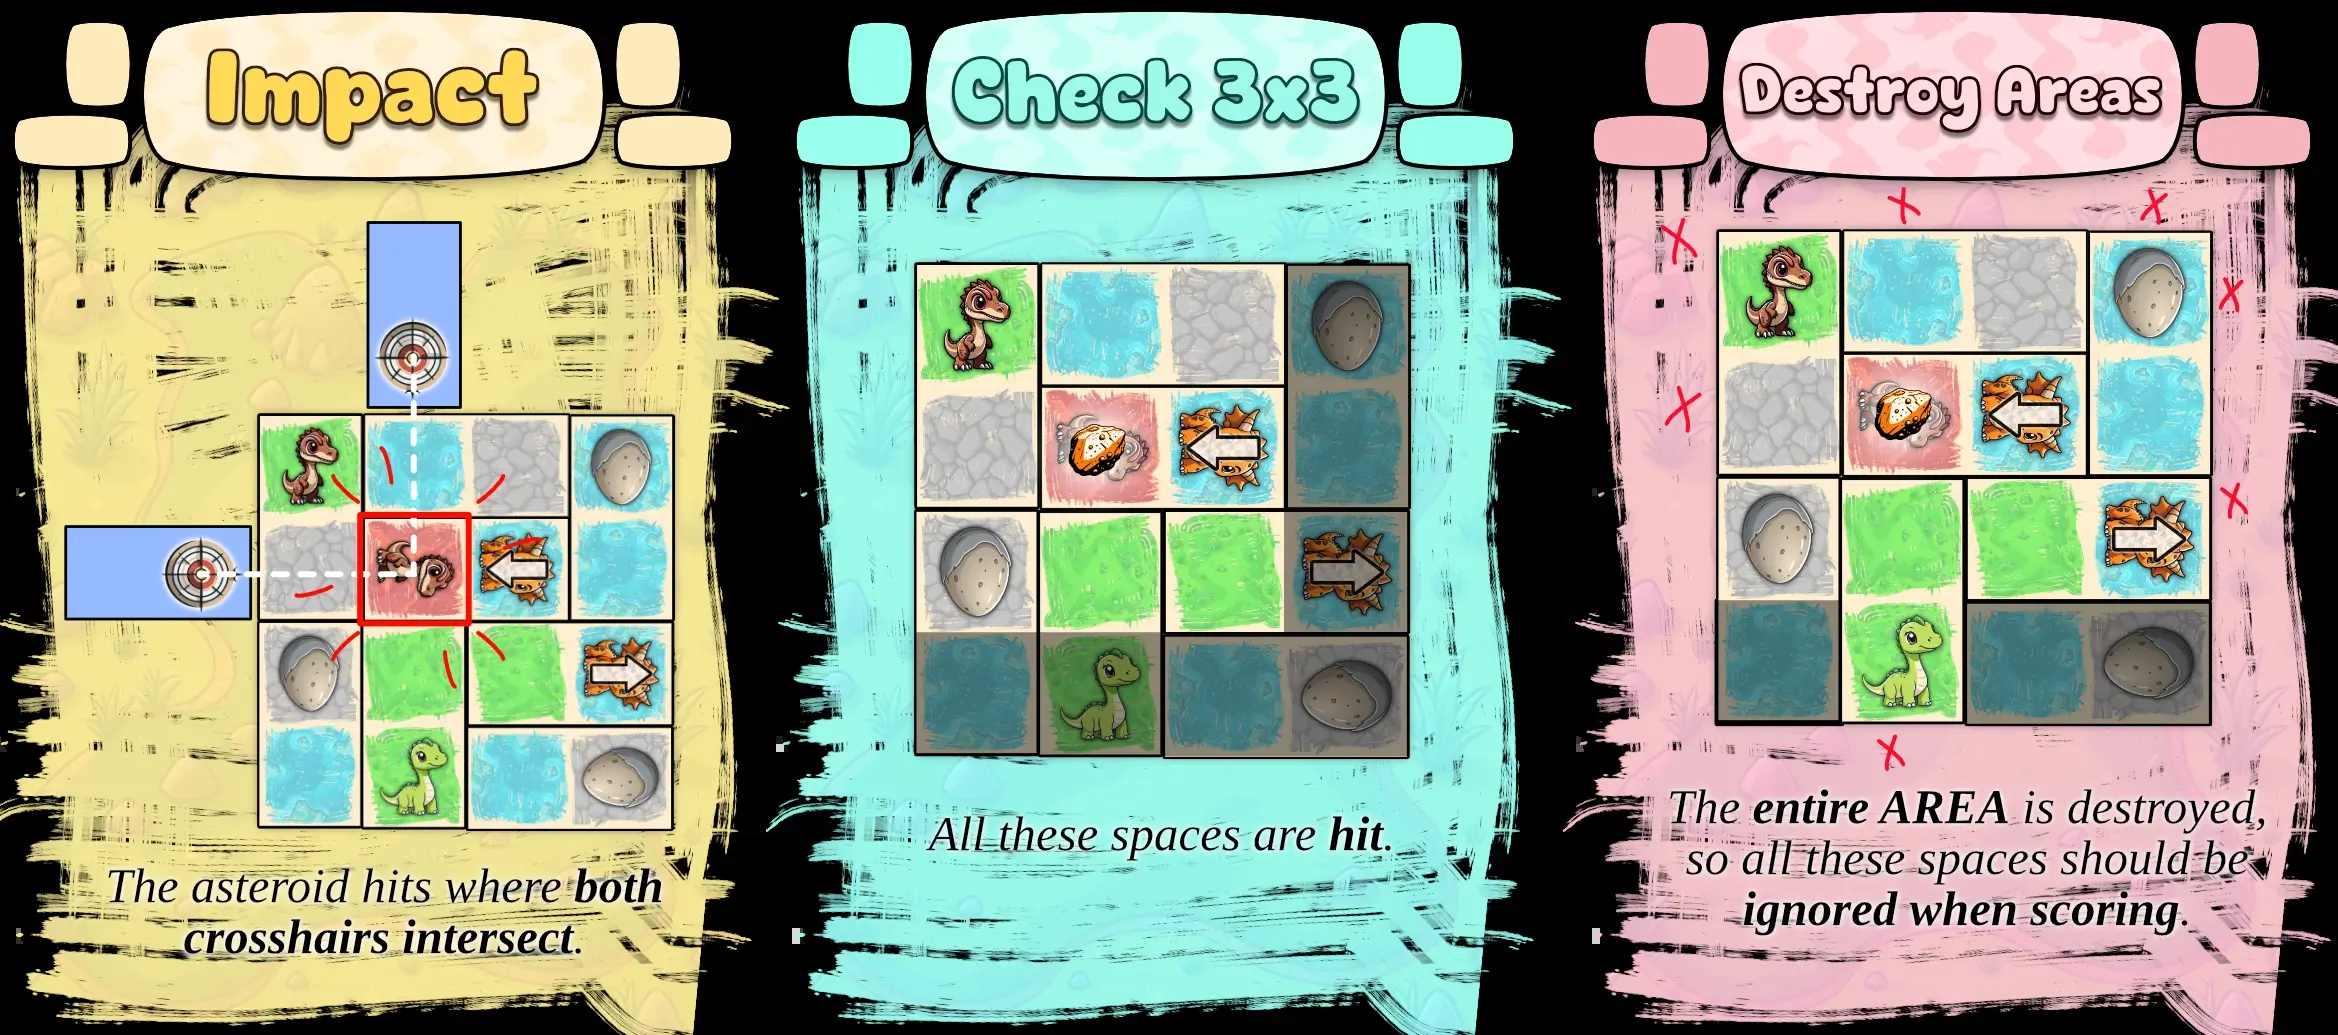 Impact
The asteroid hits where both
crosshairs intersect.
Check 3x3
All these spaces are hit.
Destroy Areas
The entire AREA is destroyed,
so all these spaces should be
ignored when scoring.